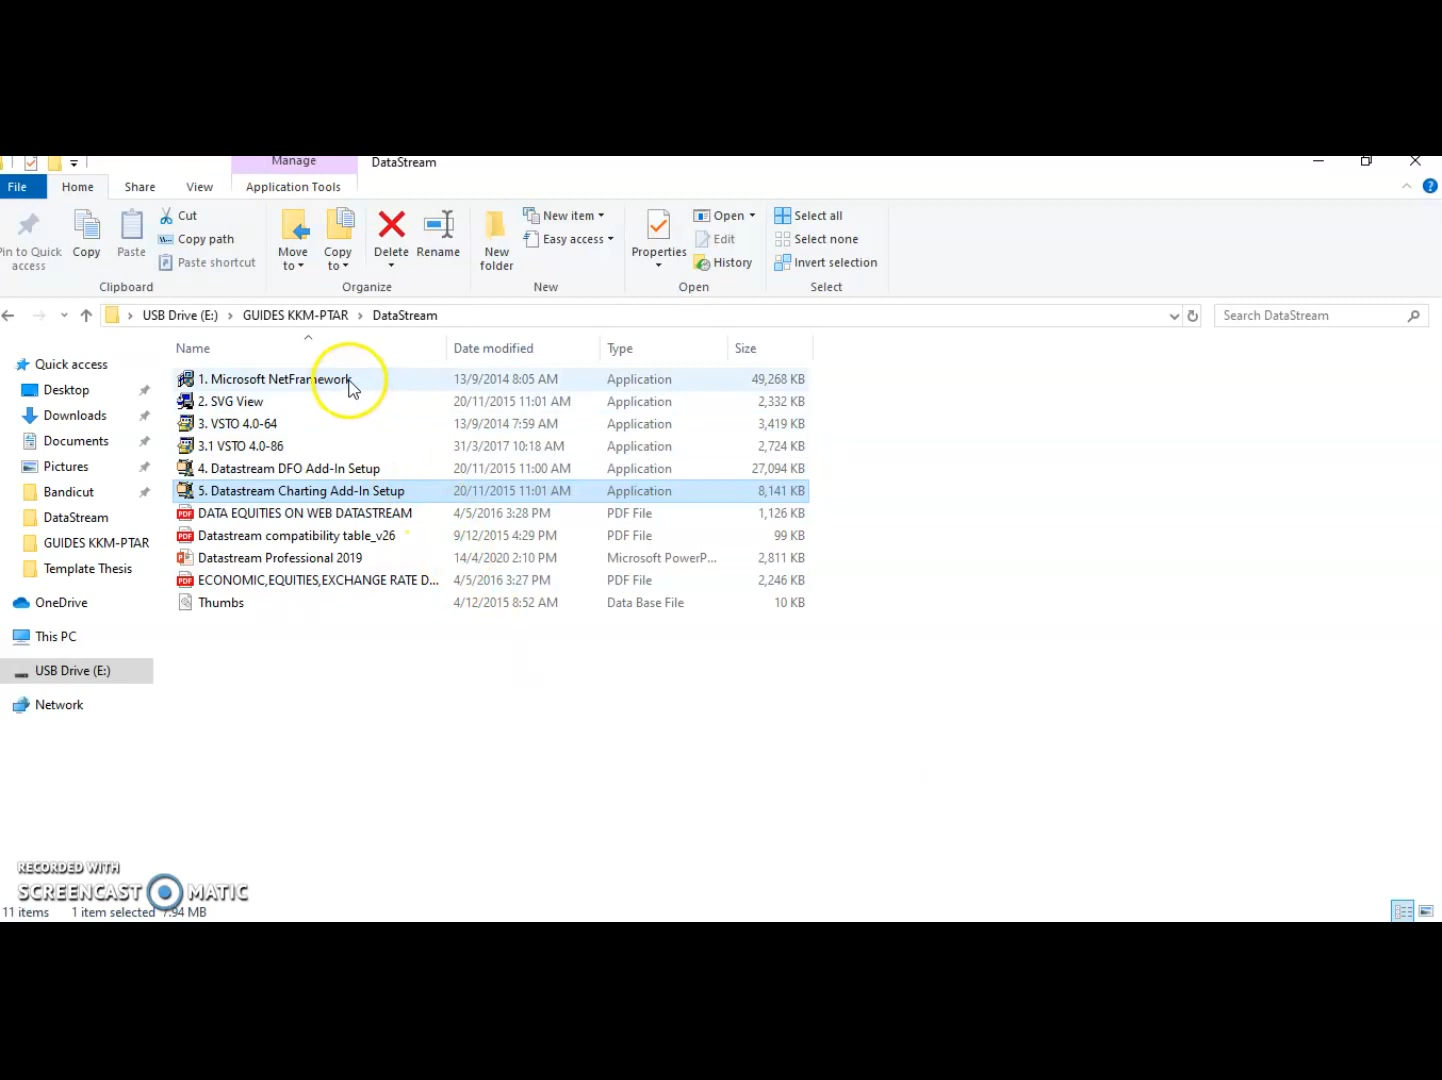 Manage DataStream
File Home Share View Application Tools
Pin to Quick access Copy Paste Cut Copy path Paste shortcut Move to Copy to Delete Rename New folder New item Easy access Properties Open Edit History Select all Select none Invert selection
Clipboard Organize New Open Select
USB Drive (E:) GUIDES KKM-PTAR DataStream Search DataStream
Name Date modified Type Size
Quick access
Desktop
Downloads
Documents
Pictures
Bandicut
DataStream
GUIDES KKM-PTAR
Template Thesis
OneDrive
This PC
USB Drive (E:)
Network
1. Microsoft NetFramework 13/9/2014 8:05 AM Application 49,268 KB
2. SVG View 20/11/2015 11:01 AM Application 2,332 KB
3. VSTO 4.0-64 13/9/2014 7:59 AM Application 3,419 KB
3.1 VSTO 4.0-86 31/3/2017 10:18 AM Application 2,724 KB
4. Datastream DFO Add-In Setup 20/11/2015 11:00 AM Application 27,094 KB
5. Datastream Charting Add-In Setup 20/11/2015 11:01 AM Application 8,141 KB
DATA EQUITIES ON WEB DATASTREAM 4/5/2016 3:28 PM PDF File 1,126 KB
Datastream compatibility table_v26 9/12/2015 4:29 PM PDF File 99 KB
Datastream Professional 2019 14/4/2020 2:10 PM Microsoft PowerP... 2,811 KB
ECONOMIC,EQUITIES,EXCHANGE RATE D... 4/5/2016 3:27 PM PDF File 2,246 KB
Thumbs 4/12/2015 8:52 AM Data Base File 10 KB
RECORDED WITH
SCREENCAST MATIC
11 items 1 item selected 7.94 MB